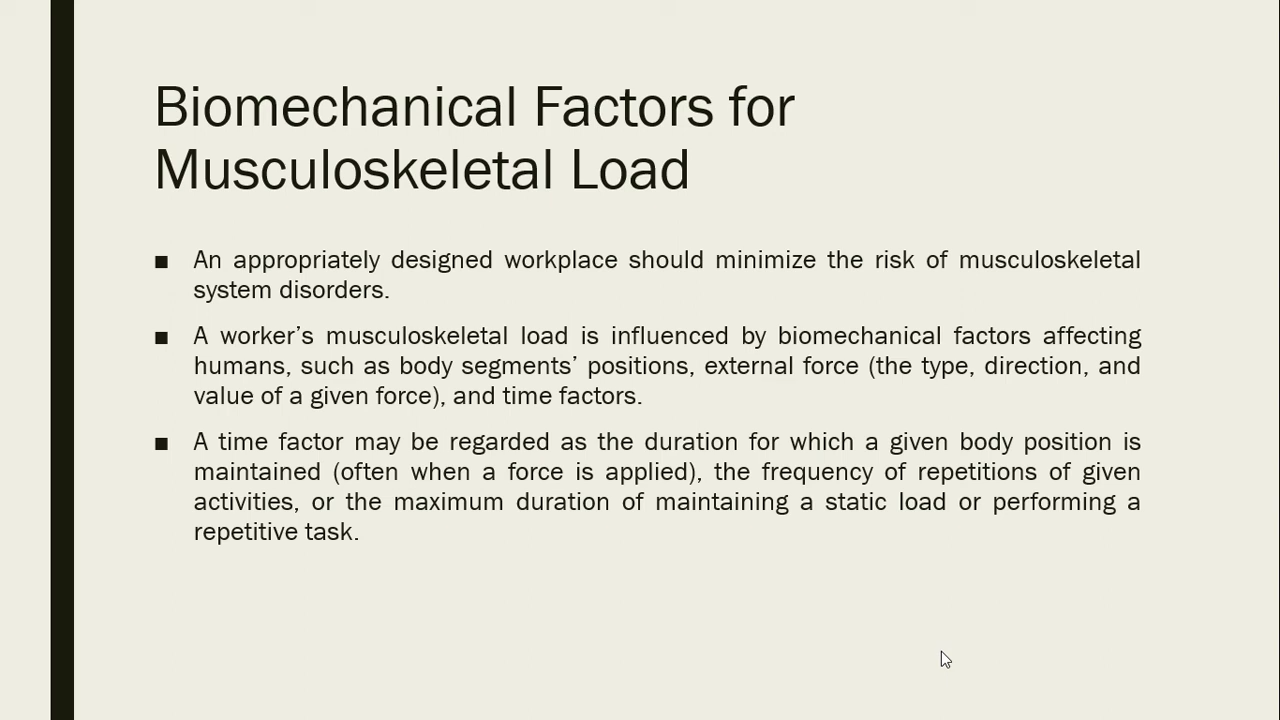 Biomechanical Factors for
Musculoskeletal Load
■ An appropriately designed workplace should minimize the risk of musculoskeletal
system disorders.
■ A worker’s musculoskeletal load is influenced by biomechanical factors affecting
humans, such as body segments’ positions, external force (the type, direction, and
value of a given force), and time factors.
■ A time factor may be regarded as the duration for which a given body position is
maintained (often when a force is applied), the frequency of repetitions of given
activities, or the maximum duration of maintaining a static load or performing a
repetitive task.